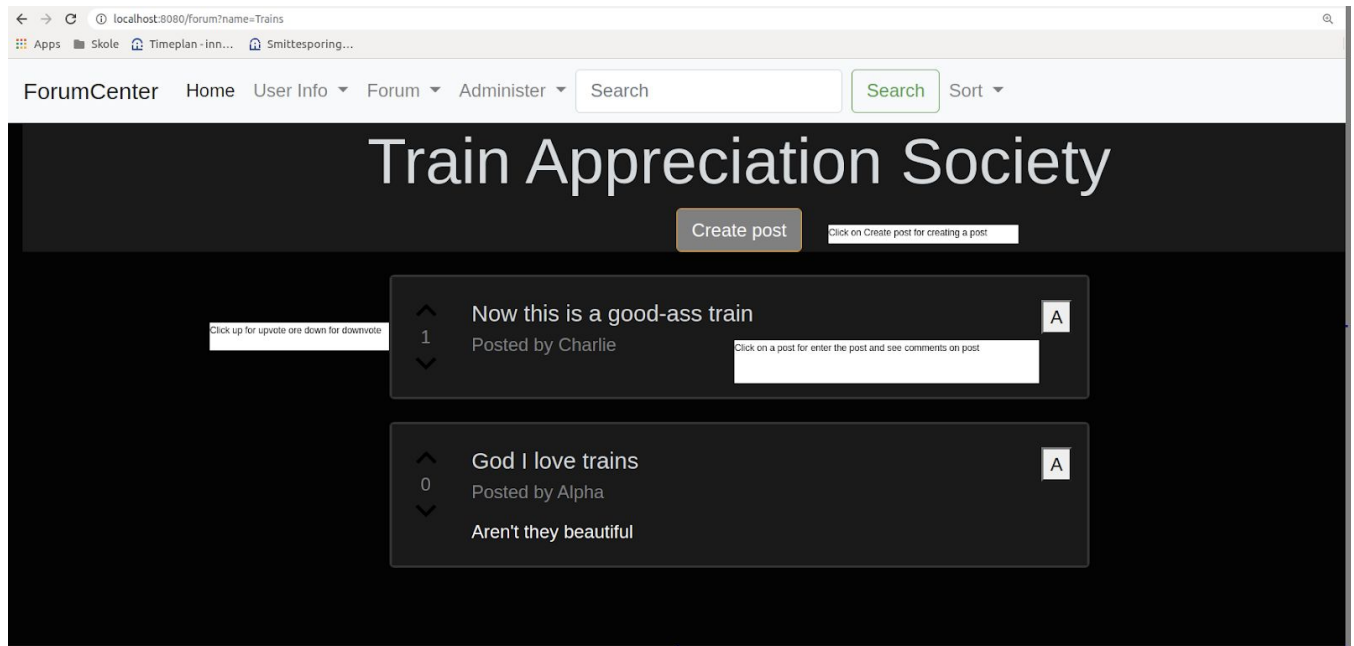 localhost:8080/forum?name=Trains
Apps Skole Timeplan - inn... Smittesporing...
ForumCenter Home User Info Forum Administer Search Search Sort
Train Appreciation Society
Create post
Click on Create post for creating a post
Now this is a good-ass train
A
Click up for upvote ore down for downvote
1
Posted by Charlie
Click on a post for enter the post and see comments on post
God I love trains
A
0
Posted by Alpha
Aren't they beautiful